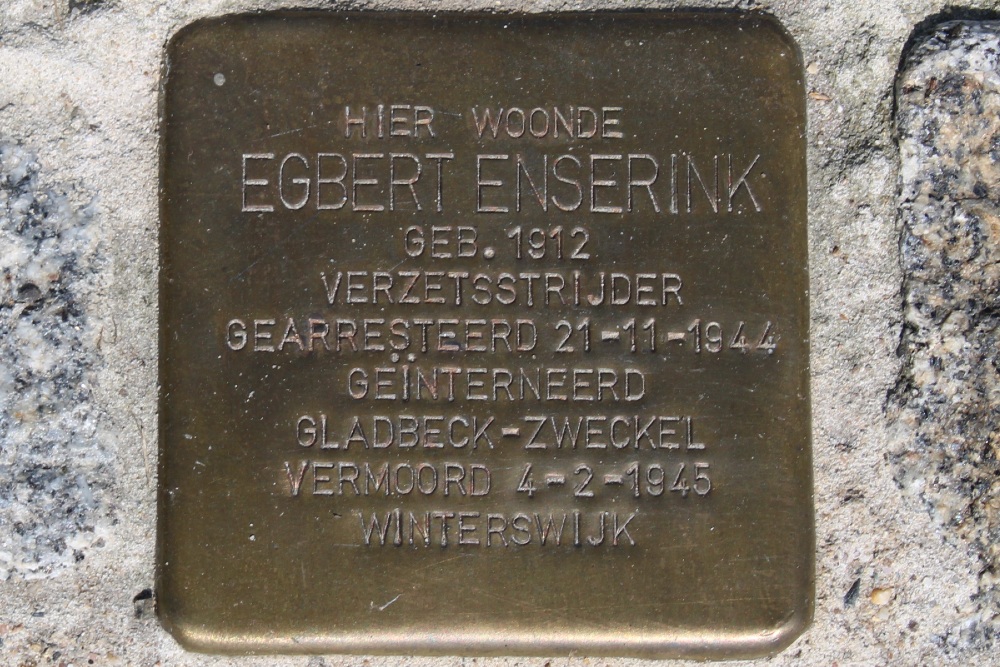 HIER WOONDE
EGBERT ENSERINK
GEB. 1912
VERZETSSTRIJDER
GEARRESTEERD 21-11-1944
GEÏNTERNEERD
GLADBECK-ZWECKEL
VERMOORD 4-2-1945
WINTERSWIJK